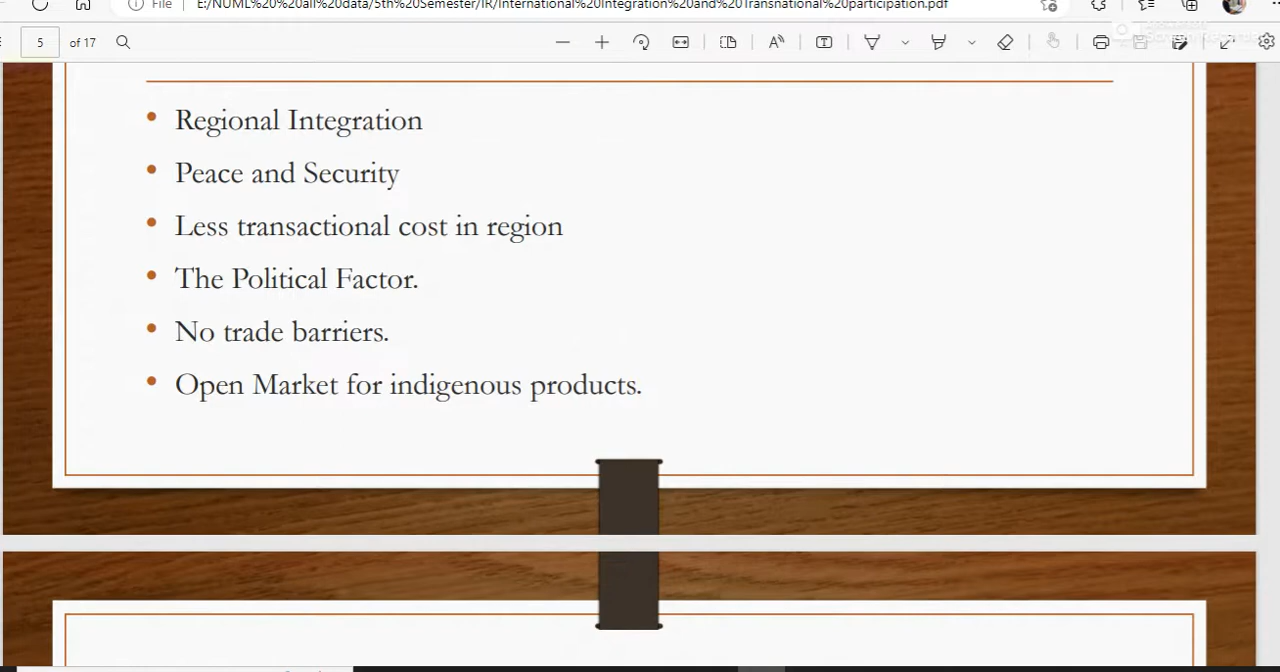 File
E:/NUML%20%20all%20data/5th%20Semester/IR/International%20Integration%20and%20Transnational%20participation.pdf
5 of 17
• Regional Integration
• Peace and Security
• Less transactional cost in region
• The Political Factor.
• No trade barriers.
• Open Market for indigenous products.